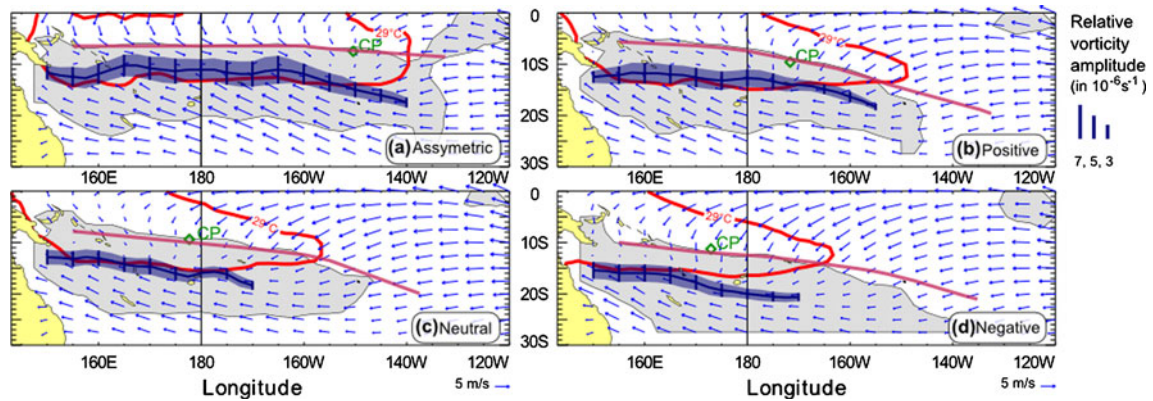 29°C
CP
(a) Assymetric
0
10S
20S
30S
160E
180
160W
140W
120W
29°C
CP
(b) Positive
160E
180
160W
140W
120W
Relative
vorticity
amplitude
(in 10⁻⁶s⁻¹)
7, 5, 3
29°C
CP
(c) Neutral
0
10S
20S
30S
160E
180
160W
140W
120W
Longitude
5 m/s
29°C
CP
(d) Negative
160E
180
160W
140W
120W
Longitude
5 m/s